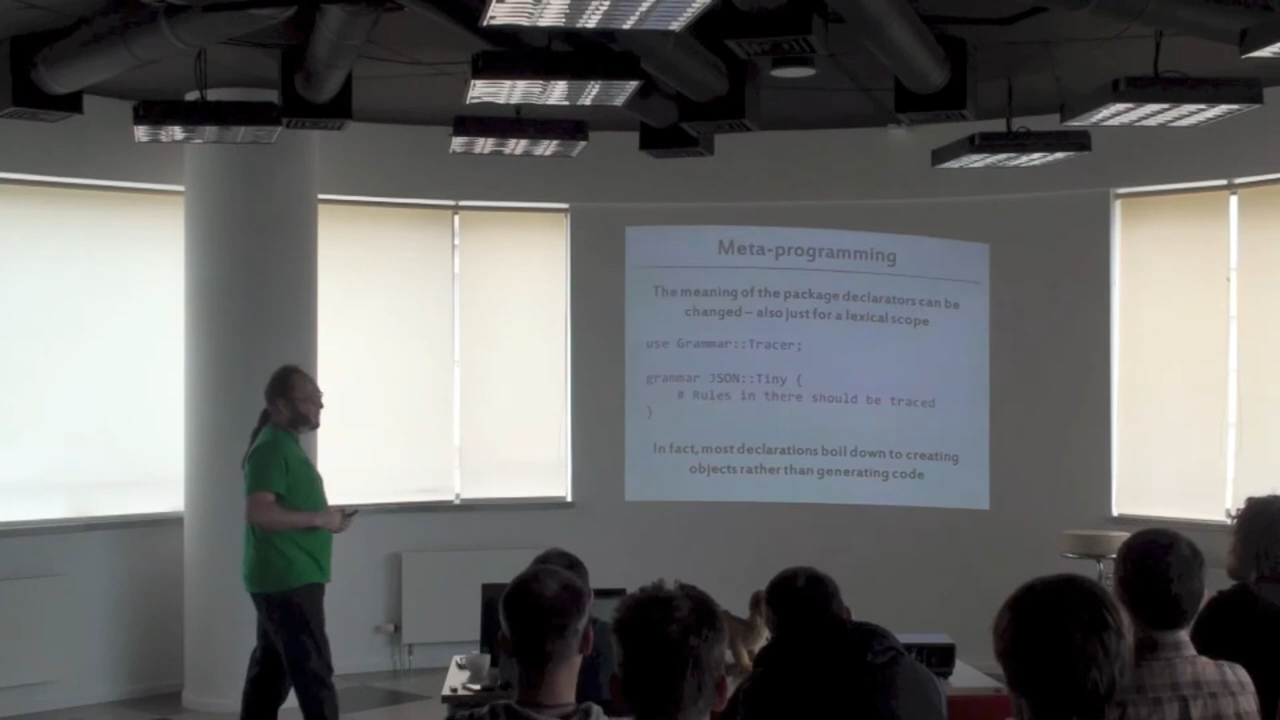 Meta-programming
The meaning of the package declarators can be
changed – also just for a lexical scope
use Grammar::Tracer;
grammar JSON::Tiny {
# Rules in there should be traced
}
In fact, most declarations boil down to creating
objects rather than generating code